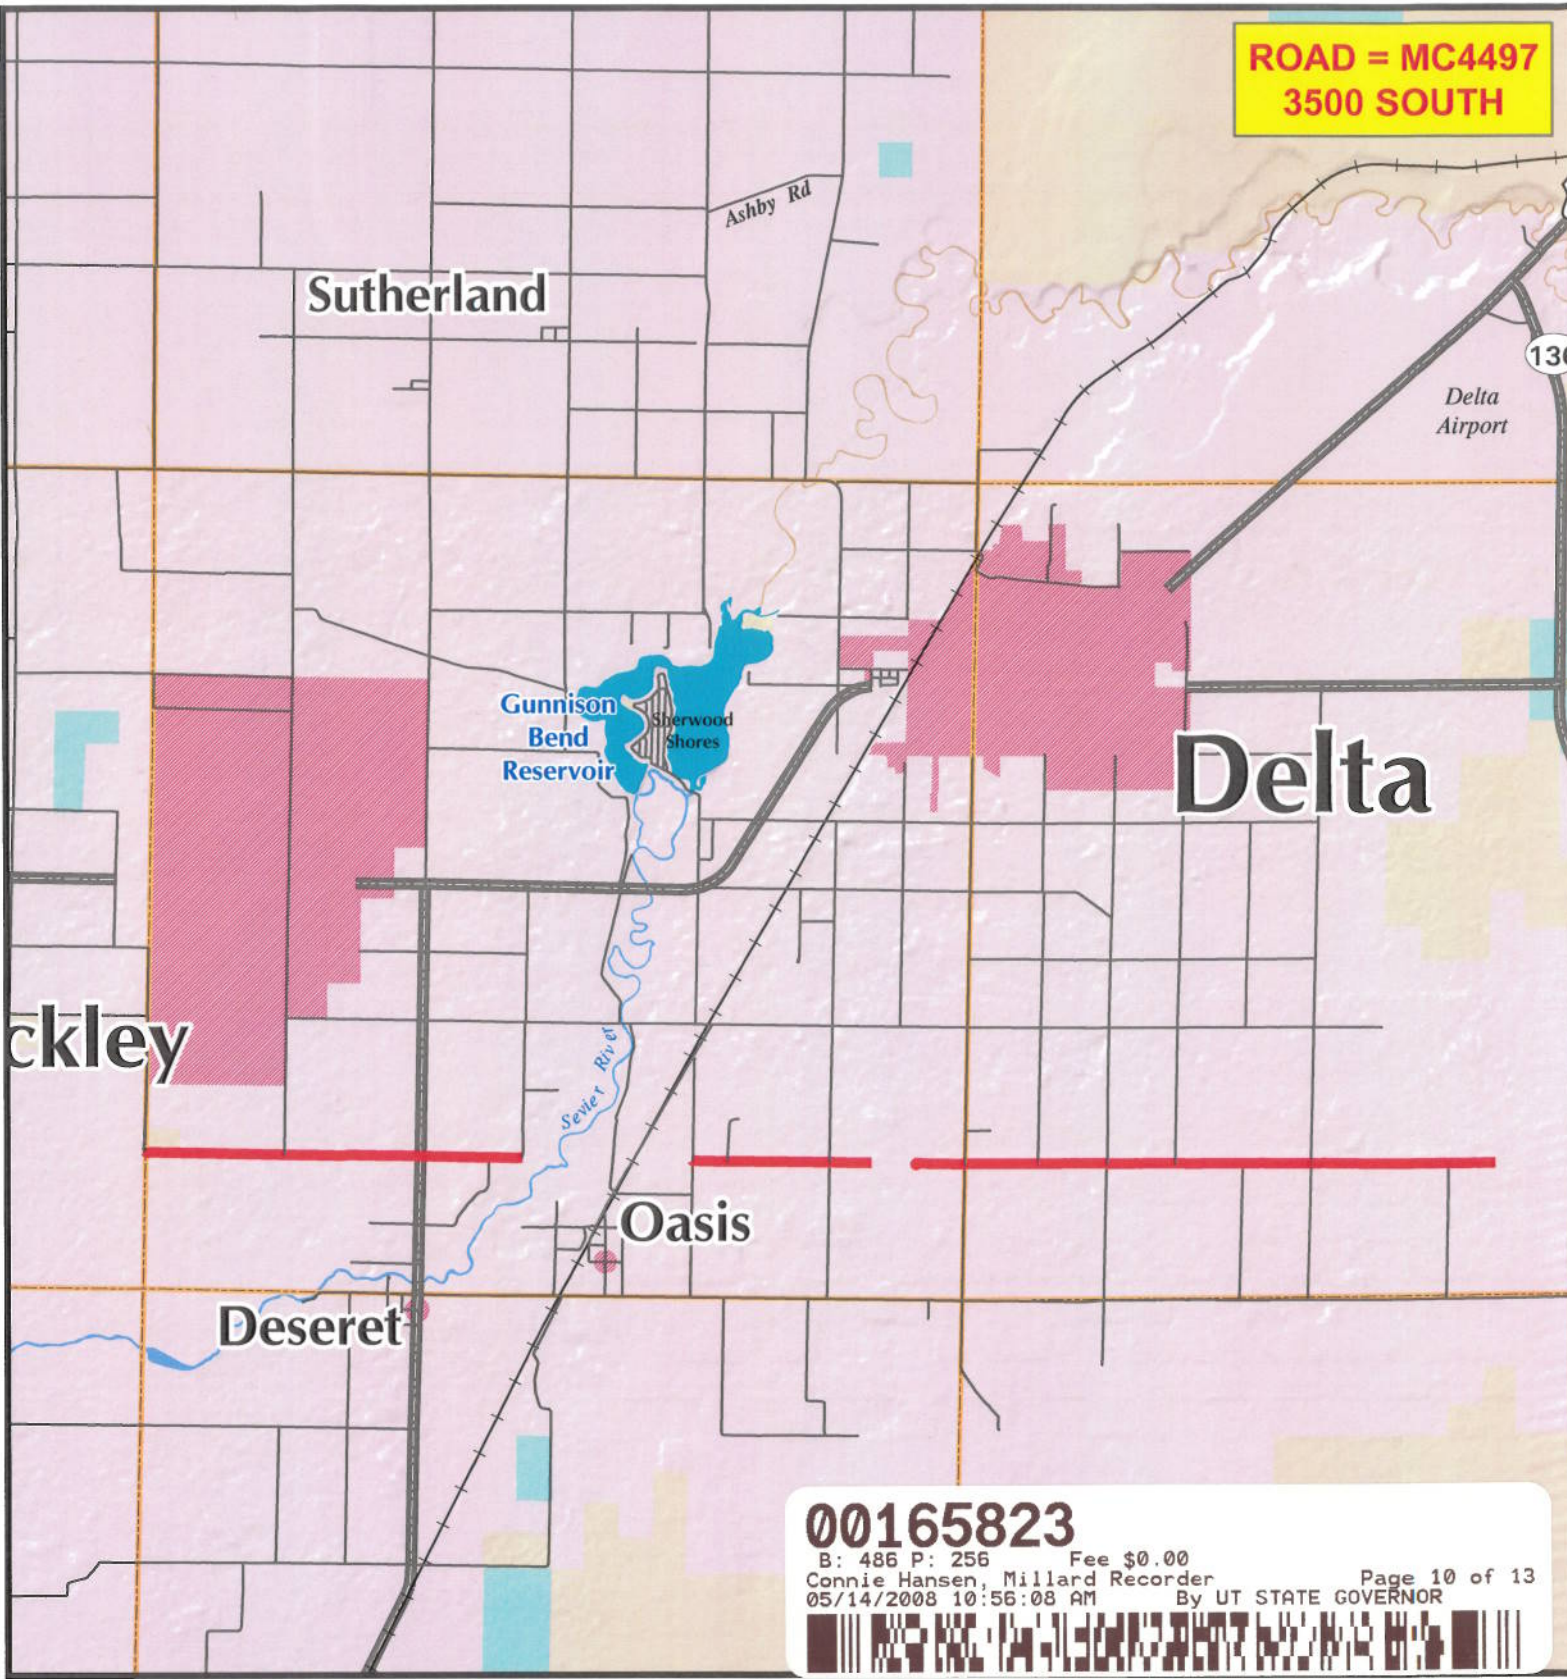 ROAD = MC4497
3500 SOUTH
Ashby Rd
Sutherland
Delta
Airport
Gunnison
Bend
Reservoir
Sherwood
Shores
Delta
ckley
Sevier River
Oasis
Deseret
00165823
B: 486 P: 256 Fee $0.00
Connie Hansen, Millard Recorder Page 10 of 13
05/14/2008 10:56:08 AM By UT STATE GOVERNOR